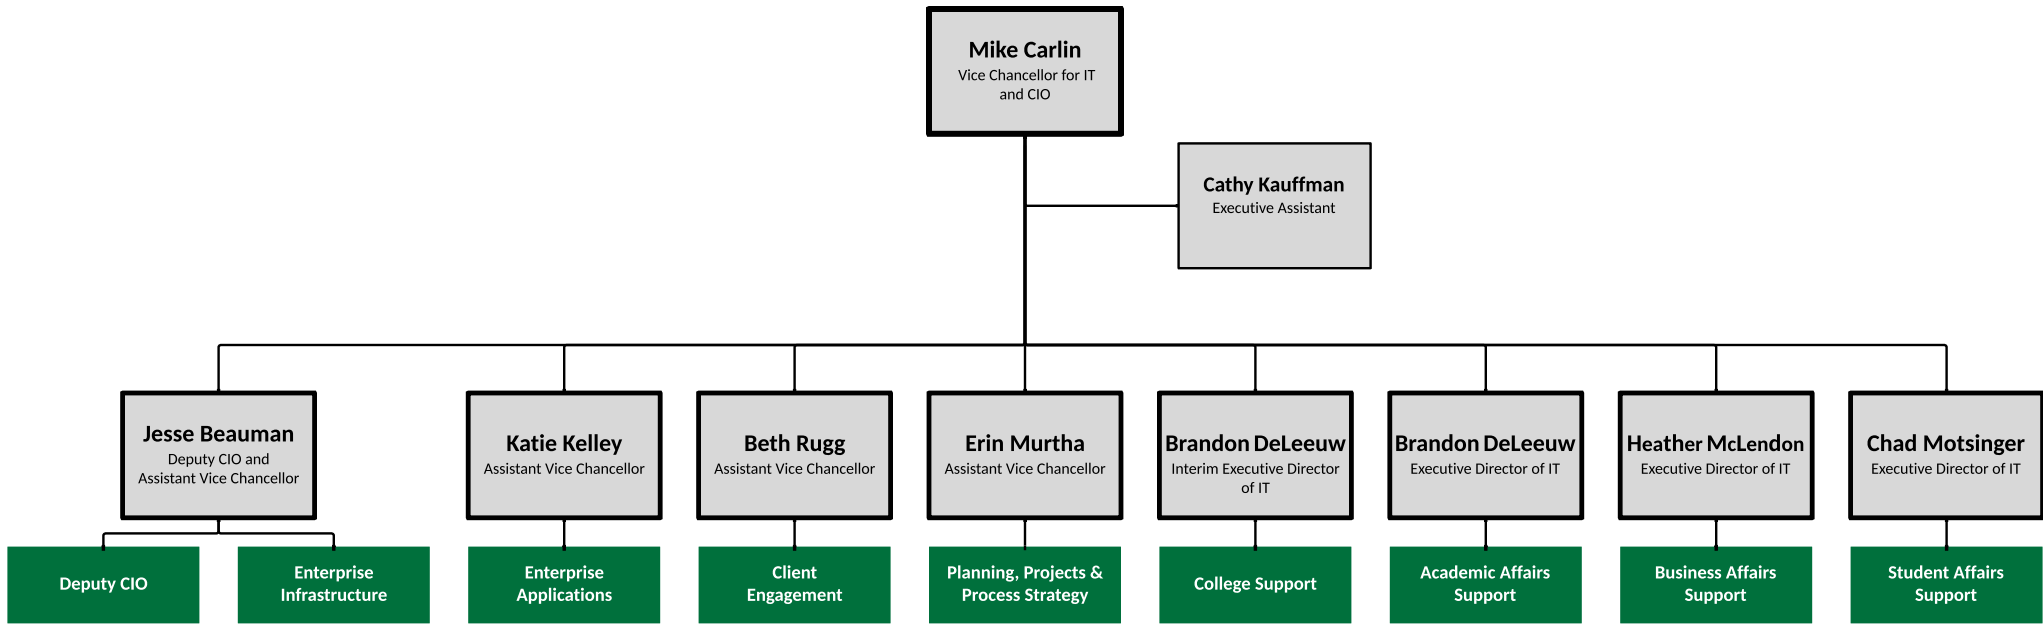 Mike Carlin
Vice Chancellor for IT
and CIO
Cathy Kauffman
Executive Assistant
Jesse Beauman
Deputy CIO and
Assistant Vice Chancellor
Katie Kelley
Assistant Vice Chancellor
Beth Rugg
Assistant Vice Chancellor
Erin Murtha
Assistant Vice Chancellor
Brandon DeLeeuw
Interim Executive Director
of IT
Brandon DeLeeuw
Executive Director of IT
Heather McLendon
Executive Director of IT
Chad Motsinger
Executive Director of IT
Deputy CIO
Enterprise
Infrastructure
Enterprise
Applications
Client
Engagement
Planning, Projects &
Process Strategy
College Support
Academic Affairs
Support
Business Affairs
Support
Student Affairs
Support